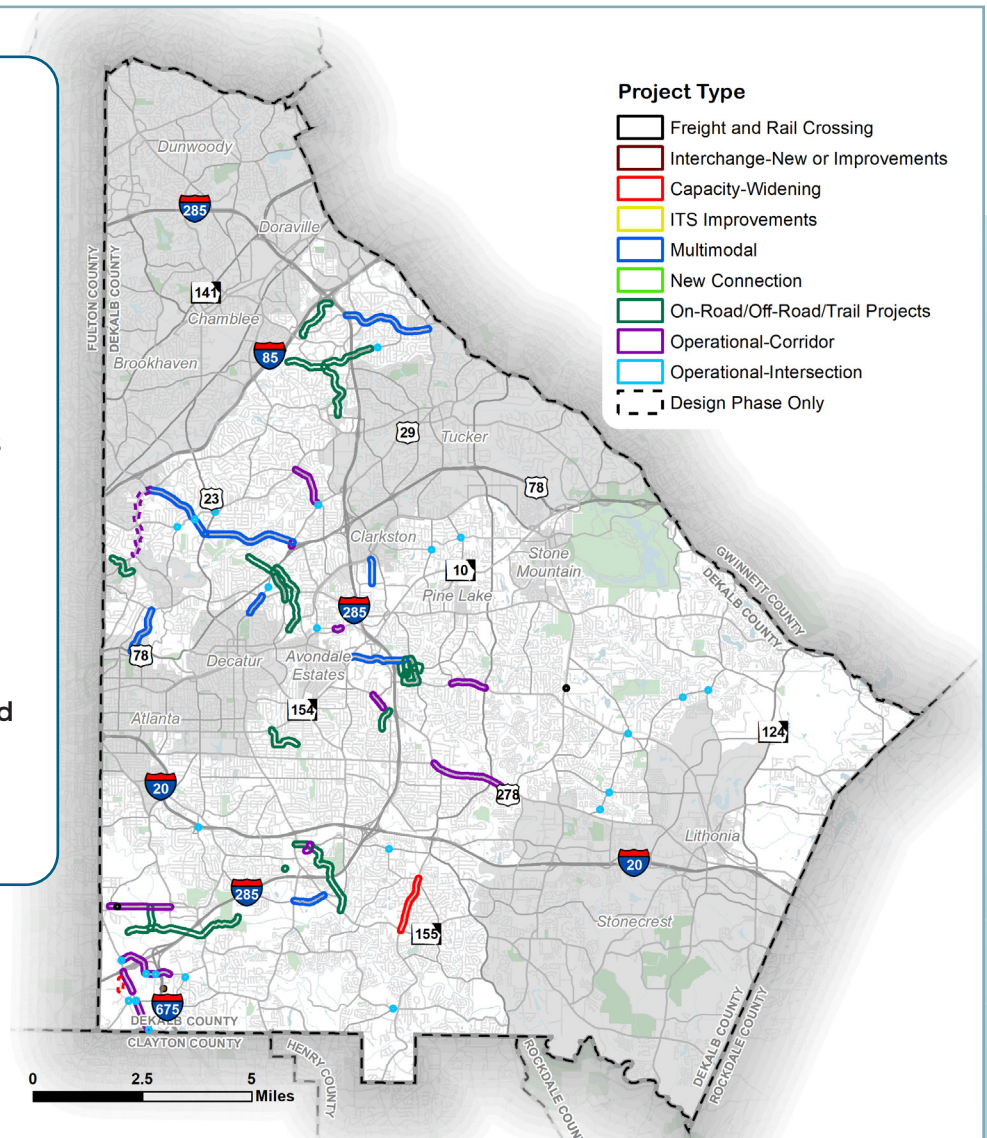 Project Type
Freight and Rail Crossing
Interchange-New or Improvements
Capacity-Widening
ITS Improvements
Multimodal
New Connection
On-Road/Off-Road/Trail Projects
Operational-Corridor
Operational-Intersection
Design Phase Only
Dunwoody
285
Doraville
FULTON COUNTY
DEKALB COUNTY
141
Chamblee
85
Brookhaven
29
Tucker
78
23
Clarkston
Stone
Mountain
10
Pine Lake
GWINNETT COUNTY
DEKALB COUNTY
285
78
Decatur
Avondale
Estates
154
d
Atlanta
124
20
278
Lithonia
20
285
Stonecrest
155
675
DEKALB COUNTY
CLAYTON COUNTY
HENRY COUNTY
ROCKDALE COUN
DEKALB COUNTY
ROCKDALE COUNTY
0 2.5 5
Miles